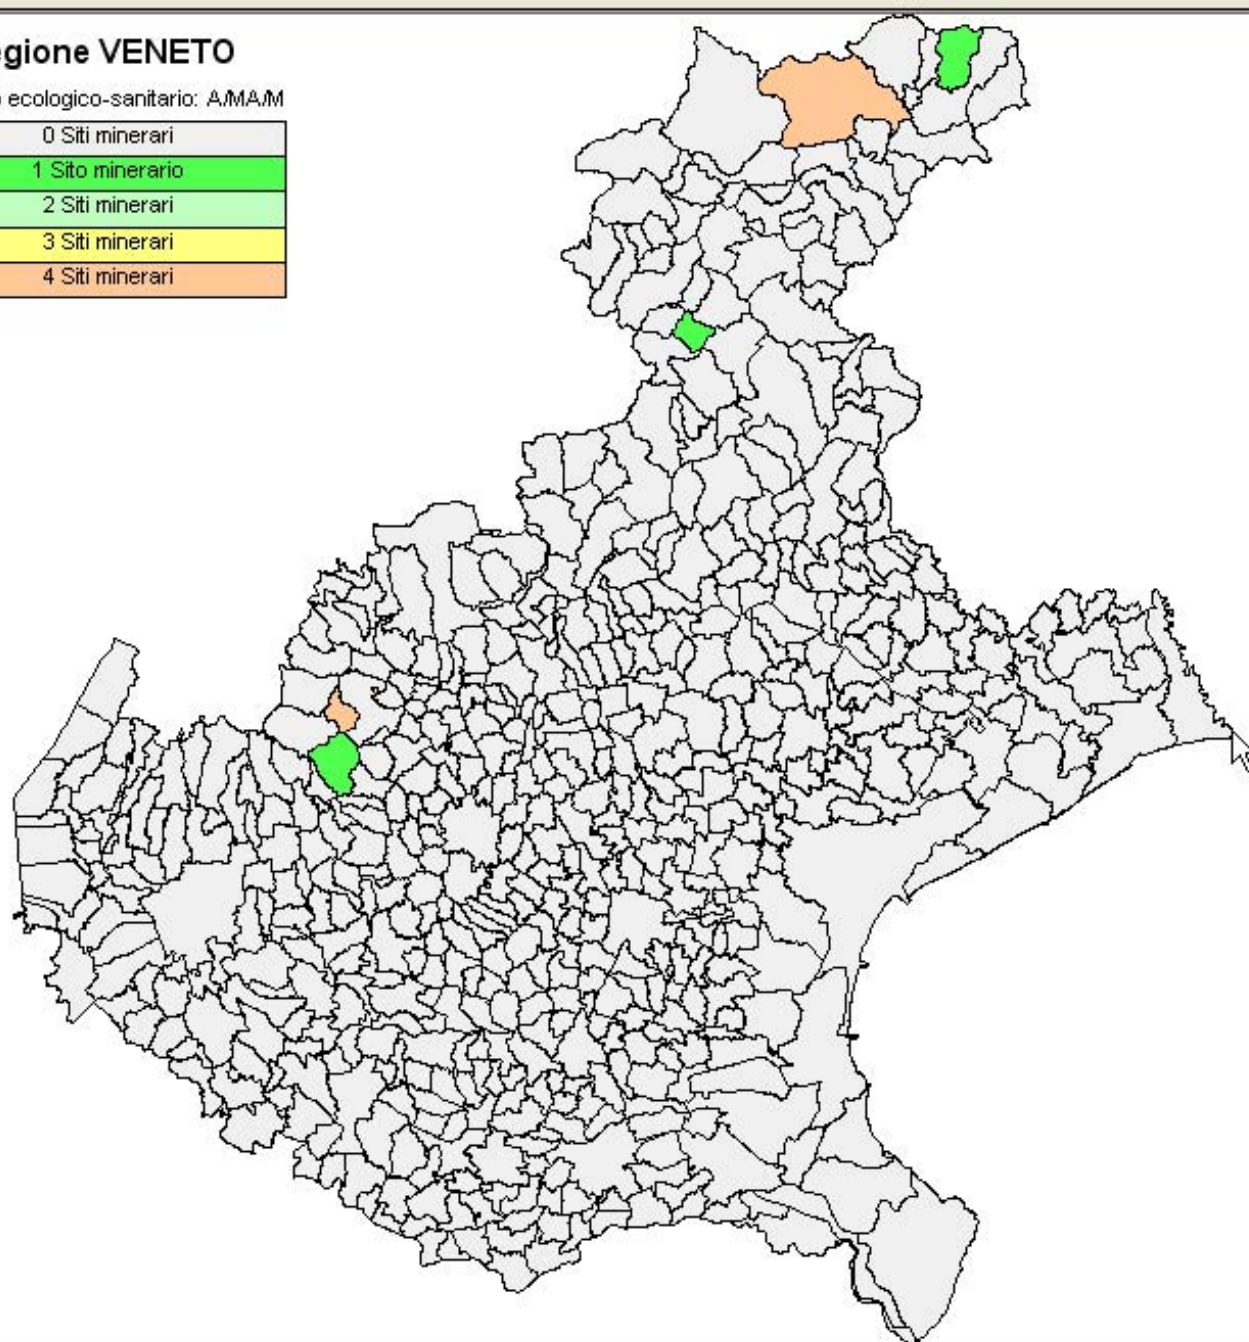 egione VENETO
o ecologico-sanitario: A/MA/M
0 Siti minerari
1 Sito minerario
2 Siti minerari
3 Siti minerari
4 Siti minerari